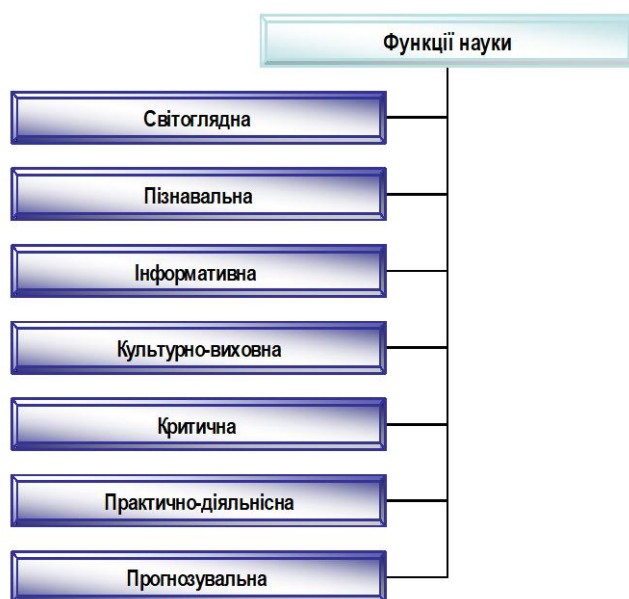 Функції науки
Світоглядна
Пізнавальна
Інформативна
Культурно-виховна
Критична
Практично-діяльнісна
Прогнозувальна